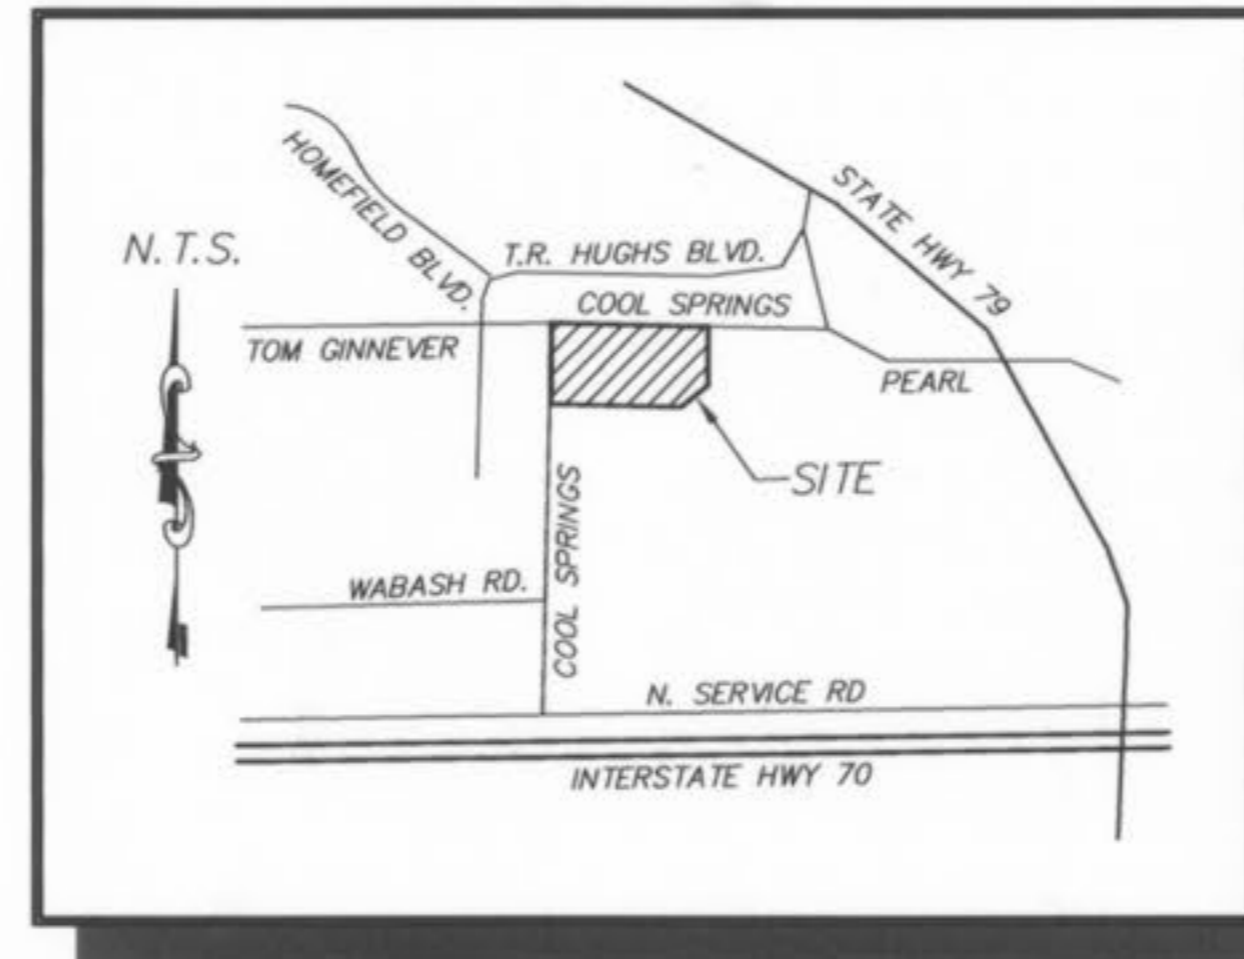 STATE HWY 79
HOMEFIELD BLVD.
N.T.S.
T.R. HUGHS BLVD.
COOL SPRINGS
TOM GINNEVER
PEARL
SITE
COOL SPRINGS
WABASH RD.
N. SERVICE RD
INTERSTATE HWY 70